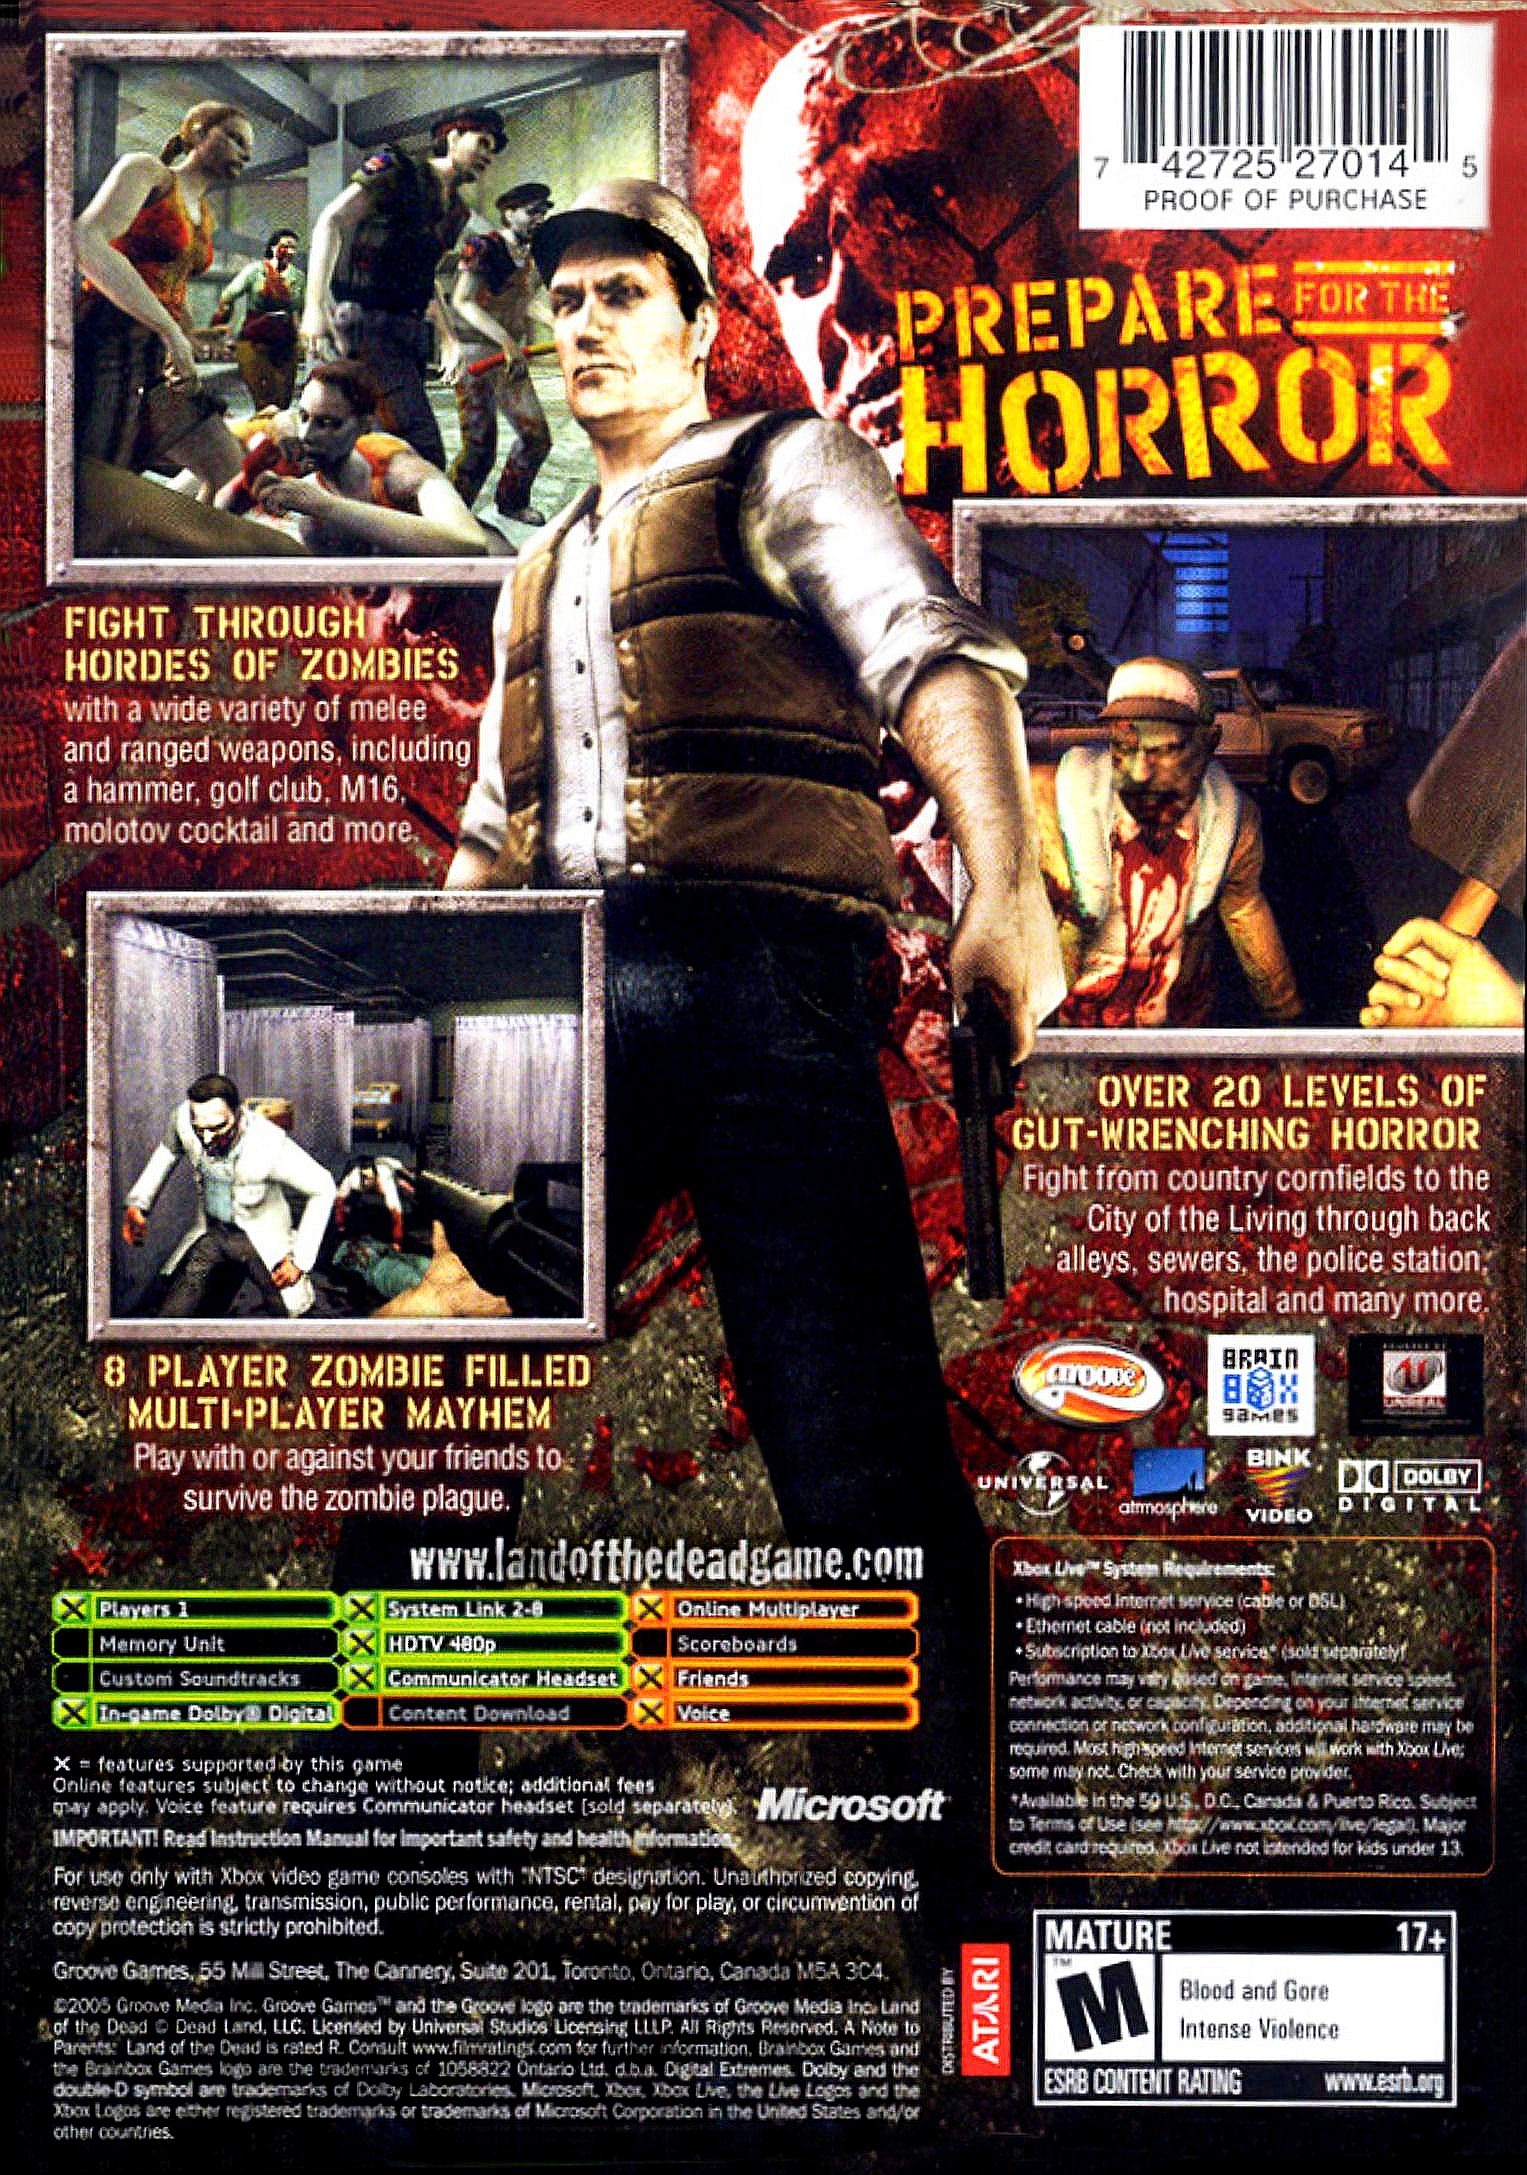 7 42725 27014 5
PROOF OF PURCHASE
PREPARE FOR THE
HORROR
FIGHT THROUGH
HORDES OF ZOMBIES
with a wide variety of melee
and ranged weapons, including
a hammer, golf club, M16,
molotov cocktail and more.
OVER 20 LEVELS OF
GUT-WRENCHING HORROR
Fight from country cornfields to the
City of the Living through back
alleys, sewers, the police station,
hospital and many more.
8 PLAYER ZOMBIE FILLED
MULTI-PLAYER MAYHEM
Play with or against your friends to
survive the zombie plague.
groove
BRAIN
BOX
games
POWERED BY
UNREAL
UNIVERSAL
atmosphere
BINK
VIDEO
DOLBY
DIGITAL
www.landofthedeadgame.com
Players 1
System Link 2-8
Online Multiplayer
Memory Unit
HDTV 480p
Scoreboards
Custom Soundtracks
Communicator Headset
Friends
In-game Dolby® Digital
Content Download
Voice
X = features supported by this game
Online features subject to change without notice; additional fees
may apply. Voice feature requires Communicator headset (sold separately).
Microsoft
IMPORTANT! Read Instruction Manual for important safety and health information.
For use only with Xbox video game consoles with "NTSC" designation. Unauthorized copying,
reverse engineering, transmission, public performance, rental, pay for play, or circumvention of
copy protection is strictly prohibited.
Groove Games, 55 Mill Street, The Cannery, Suite 201, Toronto, Ontario, Canada M5A 3C4.
©2005 Groove Media Inc. Groove Games™ and the Groove logo are the trademarks of Groove Media Inc. Land
of the Dead © Dead Land, LLC. Licensed by Universal Studios Licensing LLLP. All Rights Reserved. A Note to
Parents: Land of the Dead is rated R. Consult www.filmratings.com for further information. Brainbox Games and
the Brainbox Games logo are the trademarks of 1058822 Ontario Ltd. d.b.a. Digital Extremes. Dolby and the
double-D symbol are trademarks of Dolby Laboratories. Microsoft, Xbox, Xbox Live, the Live Logos and the
Xbox Logos are either registered trademarks or trademarks of Microsoft Corporation in the United States and/or
other countries.
Xbox Live™ System Requirements:
• High-speed Internet service (cable or DSL)
• Ethernet cable (not included)
• Subscription to Xbox Live service* (sold separately)
Performance may vary based on game, Internet service speed,
network activity, or capacity. Depending on your Internet service
connection or network configuration, additional hardware may be
required. Most high speed Internet services will work with Xbox Live;
some may not. Check with your service provider.
*Available in the 50 U.S., D.C., Canada & Puerto Rico. Subject
to Terms of Use (see http://www.xbox.com/live/legal). Major
credit card required. Xbox Live not intended for kids under 13.
DISTRIBUTED BY
ATARI
MATURE 17+
M
TM
Blood and Gore
Intense Violence
ESRB CONTENT RATING www.esrb.org